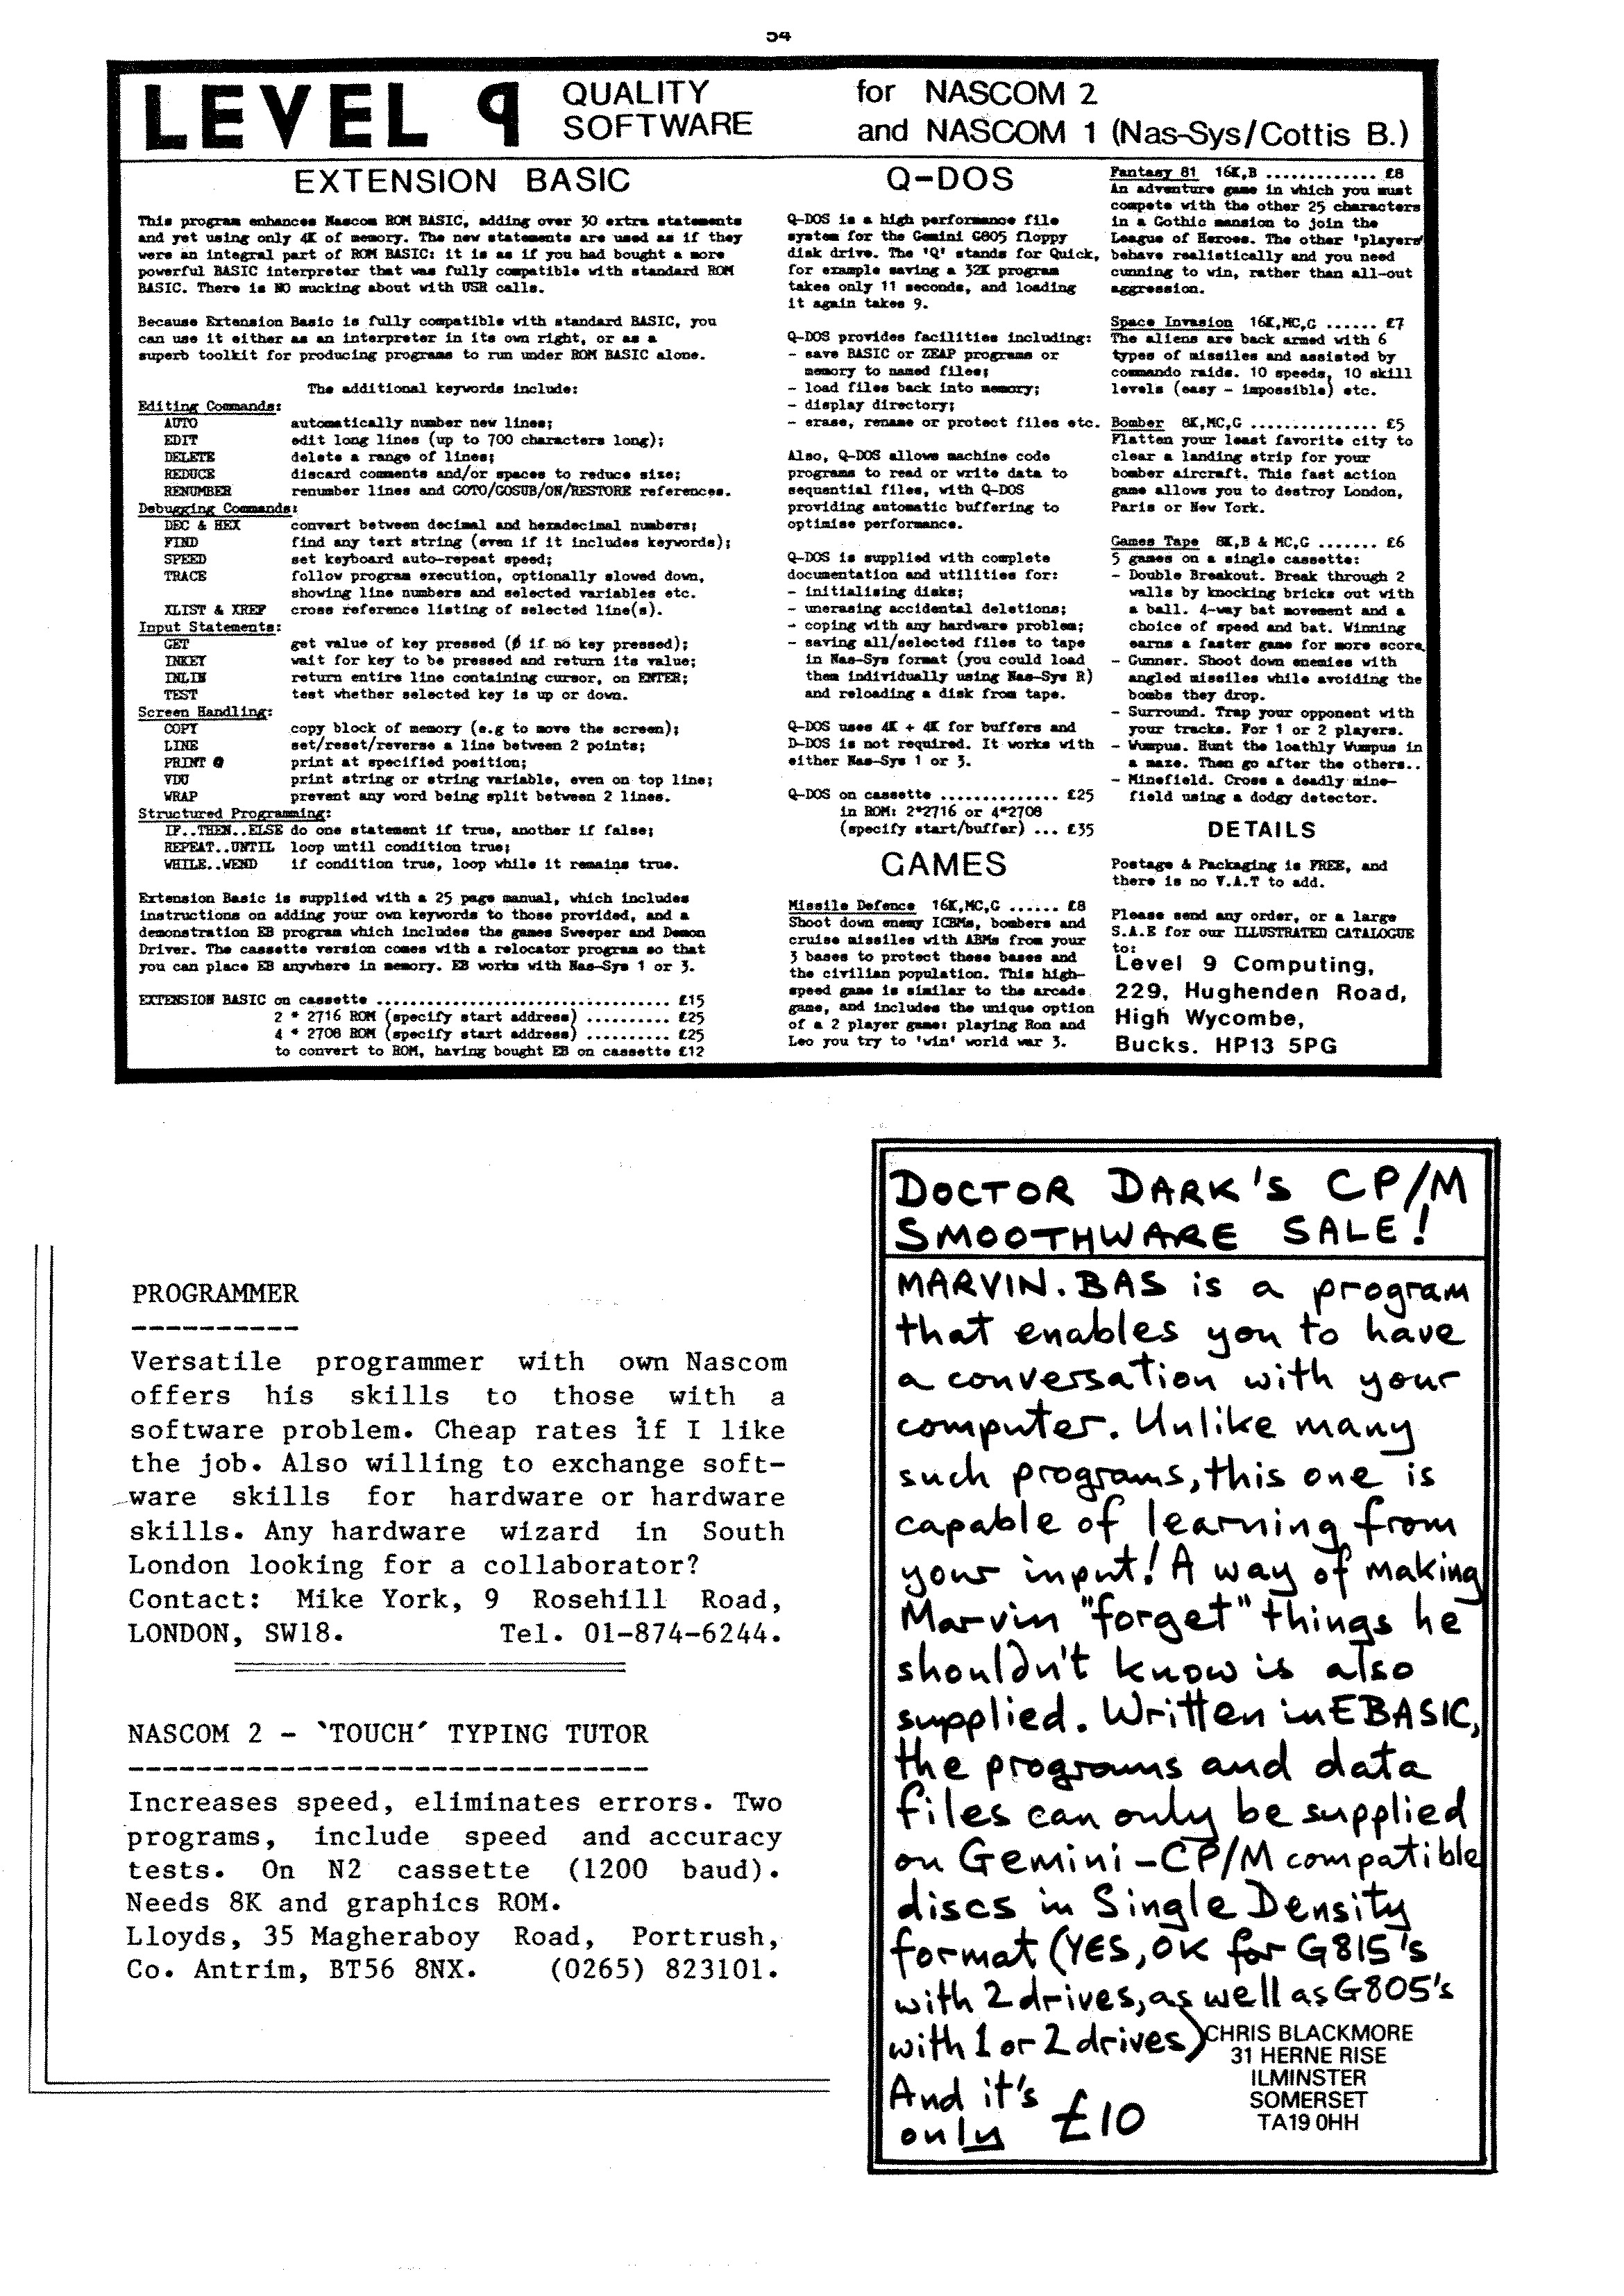 54
LEVEL 9
QUALITY
SOFTWARE
for NASCOM 2
and NASCOM 1 (Nas-Sys/Cottis B.)
EXTENSION BASIC
This program enhances Nascom ROM BASIC, adding over 30 extra statements
and yet using only 4K of memory. The new statements are used as if they
were an integral part of ROM BASIC: it is as if you had bought a more
powerful BASIC interpreter that was fully compatible with standard ROM
BASIC. There is NO mucking about with USR calls.
Because Extension Basic is fully compatible with standard BASIC, you
can use it either as an interpreter in its own right, or as a
superb toolkit for producing programs to run under ROM BASIC alone.
The additional keywords include:
Editing Commands:
AUTO automatically number new lines;
EDIT edit long lines (up to 700 characters long);
DELETE delete a range of lines;
REDUCE discard comments and/or spaces to reduce size;
RENUMBER renumber lines and GOTO/GOSUB/ON/RESTORE references.
Debugging Commands:
DEC & HEX convert between decimal and hexadecimal numbers;
FIND find any text string (even if it includes keywords);
SPEED set keyboard auto-repeat speed;
TRACE follow program execution, optionally slowed down,
showing line numbers and selected variables etc.
XLIST & XREF cross reference listing of selected line(s).
Input Statements:
GET get value of key pressed (Ø if no key pressed);
INKEY wait for key to be pressed and return its value;
INLIN return entire line containing cursor, on ENTER;
TEST test whether selected key is up or down.
Screen Handling:
COPY copy block of memory (e.g to move the screen);
LINE set/reset/reverse a line between 2 points;
PRINT @ print at specified position;
VDU print string or string variable, even on top line;
WRAP prevent any word being split between 2 lines.
Structured Programming:
IF..THEN..ELSE do one statement if true, another if false;
REPEAT..UNTIL loop until condition true;
WHILE..WEND if condition true, loop while it remains true.
Extension Basic is supplied with a 25 page manual, which includes
instructions on adding your own keywords to those provided, and a
demonstration EB program which includes the games Sweeper and Demon
Driver. The cassette version comes with a relocator program so that
you can place EB anywhere in memory. EB works with Nas-Sys 1 or 3.
EXTENSION BASIC on cassette ................................... £15
2 * 2716 ROM (specify start address) .......... £25
4 * 2708 ROM (specify start address) .......... £25
to convert to ROM, having bought EB on cassette £12
Q-DOS
Q-DOS is a high performance file
system for the Gemini G805 floppy
disk drive. The 'Q' stands for Quick,
for example saving a 32K program
takes only 11 seconds, and loading
it again takes 9.
Q-DOS provides facilities including:
- save BASIC or ZEAP programs or
memory to named files;
- load files back into memory;
- display directory;
- erase, rename or protect files etc.
Also, Q-DOS allows machine code
programs to read or write data to
sequential files, with Q-DOS
providing automatic buffering to
optimise performance.
Q-DOS is supplied with complete
documentation and utilities for:
- initialising disks;
- unerasing accidental deletions;
- coping with any hardware problem;
- saving all/selected files to tape
in Nas-Sys format (you could load
them individually using Nas-Sys R)
and reloading a disk from tape.
Q-DOS uses 4K + 4K for buffers and
D-DOS is not required. It works with
either Nas-Sys 1 or 3.
Q-DOS on cassette .............. £25
in ROM: 2*2716 or 4*2708
(specify start/buffer) ... £35
GAMES
Missile Defence 16K,MC,G ...... £8
Shoot down enemy ICBMs, bombers and
cruise missiles with ABMs from your
3 bases to protect these bases and
the civilian population. This high-
speed game is similar to the arcade
game, and includes the unique option
of a 2 player game: playing Ron and
Leo you try to 'win' world war 3.
Fantasy 81 16K,B ............. £8
An adventure game in which you must
compete with the other 25 characters
in a Gothic mansion to join the
League of Heroes. The other 'players'
behave realistically and you need
cunning to win, rather than all-out
aggression.
Space Invasion 16K,MC,G ...... £7
The aliens are back armed with 6
types of missiles and assisted by
commando raids. 10 speeds, 10 skill
levels (easy - impossible) etc.
Bomber 8K,MC,G ............... £5
Flatten your least favorite city to
clear a landing strip for your
bomber aircraft. This fast action
game allows you to destroy London,
Paris or New York.
Games Tape 8K,B & MC,G ....... £6
5 games on a single cassette:
- Double Breakout. Break through 2
walls by knocking bricks out with
a ball. 4-way bat movement and a
choice of speed and bat. Winning
earns a faster game for more score.
- Gunner. Shoot down enemies with
angled missiles while avoiding the
bombs they drop.
- Surround. Trap your opponent with
your tracks. For 1 or 2 players.
- Wumpus. Hunt the loathly Wumpus in
a maze. Then go after the others..
- Minefield. Cross a deadly mine-
field using a dodgy detector.
DETAILS
Postage & Packaging is FREE, and
there is no V.A.T to add.
Please send any order, or a large
S.A.E for our ILLUSTRATED CATALOGUE
to:
Level 9 Computing,
229, Hughenden Road,
High Wycombe,
Bucks. HP13 5PG
PROGRAMMER
----------
Versatile programmer with own Nascom
offers his skills to those with a
software problem. Cheap rates if I like
the job. Also willing to exchange soft-
ware skills for hardware or hardware
skills. Any hardware wizard in South
London looking for a collaborator?
Contact: Mike York, 9 Rosehill Road,
LONDON, SW18. Tel. 01-874-6244.
NASCOM 2 - `TOUCH´ TYPING TUTOR
-------------------------------
Increases speed, eliminates errors. Two
programs, include speed and accuracy
tests. On N2 cassette (1200 baud).
Needs 8K and graphics ROM.
Lloyds, 35 Magheraboy Road, Portrush,
Co. Antrim, BT56 8NX. (0265) 823101.
DOCTOR DARK'S CP/M
SMOOTHWARE SALE!
MARVIN.BAS is a program
that enables you to have
a conversation with your
computer. Unlike many
such programs, this one is
capable of learning from
your input! A way of making
Marvin "forget" things he
shouldn't know is also
supplied. Written in EBASIC,
the programs and data
files can only be supplied
on Gemini-CP/M compatible
discs in Single Density
format (YES, OK for G815's
with 2 drives, as well as G805's
with 1 or 2 drives)
And it's
only £10
CHRIS BLACKMORE
31 HERNE RISE
ILMINSTER
SOMERSET
TA19 0HH